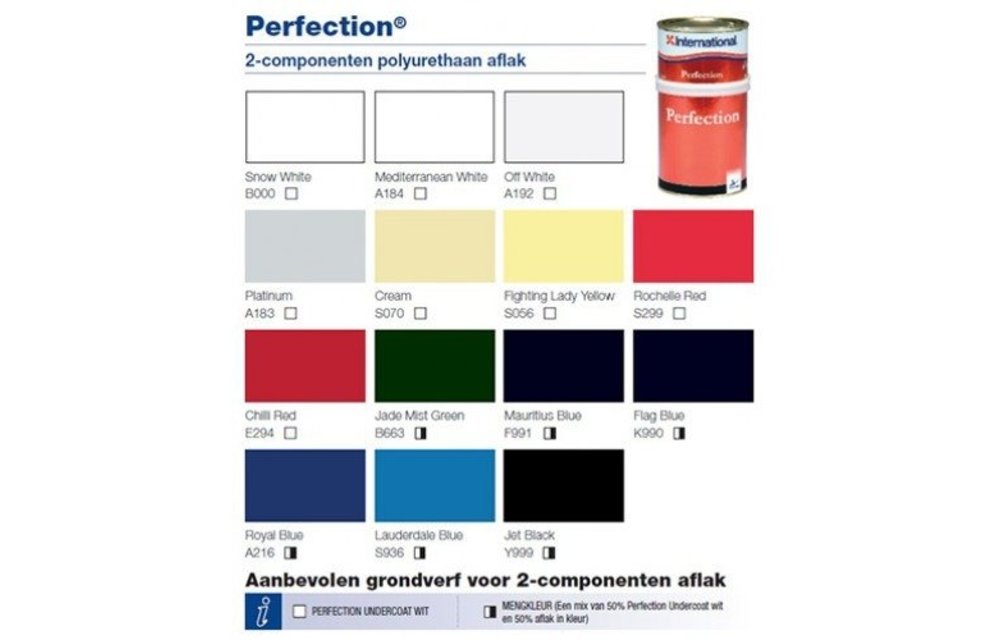 Perfection®
2-componenten polyurethaan aflak
International
Perfection
Perfection
Snow White
B000
Mediterranean White
A184
Off White
A192
Platinum
A183
Cream
S070
Fighting Lady Yellow
S056
Rochelle Red
S299
Chilli Red
E294
Jade Mist Green
B663
Mauritius Blue
F991
Flag Blue
K990
Royal Blue
A216
Lauderdale Blue
S936
Jet Black
Y999
Aanbevolen grondverf voor 2-componenten aflak
PERFECTION UNDERCOAT WIT
MENGKLEUR (Een mix van 50% Perfection Undercoat wit
en 50% aflak in kleur)